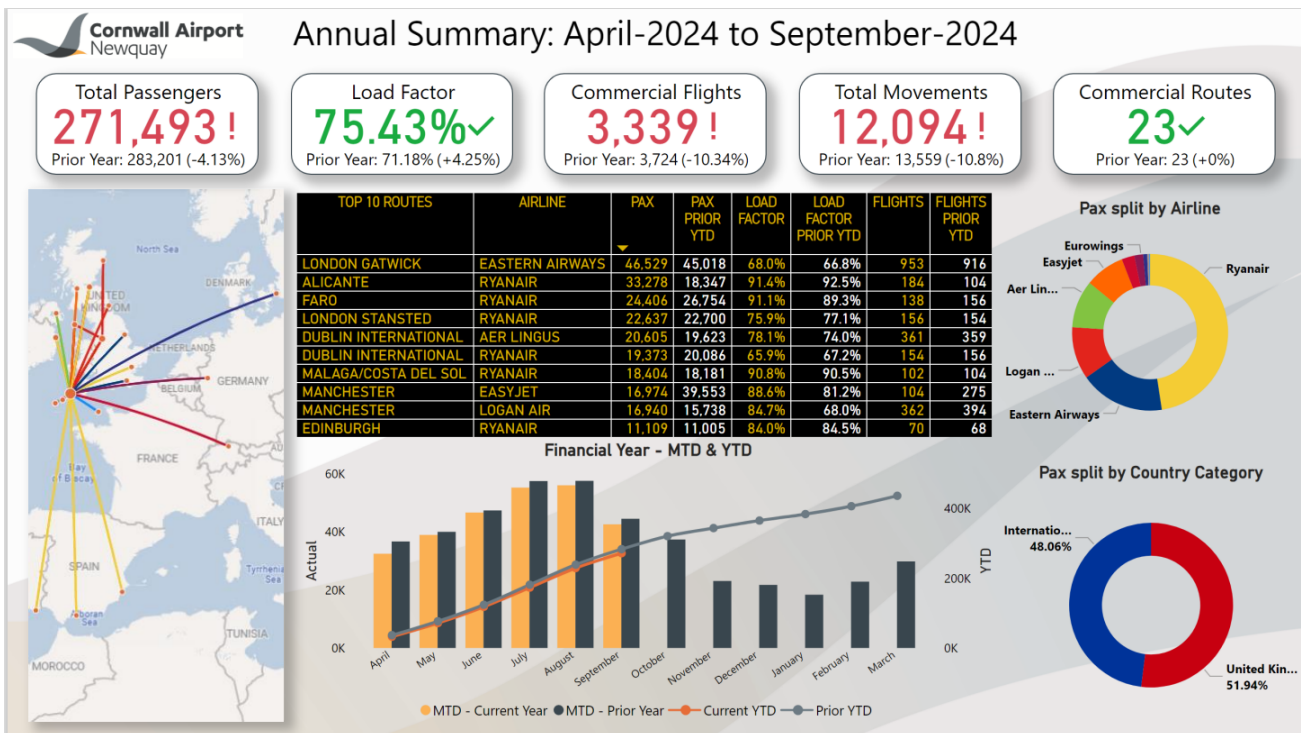 Cornwall Airport
Newquay
Annual Summary: April-2024 to September-2024
Total Passengers
271,493 !
Prior Year: 283,201 (-4.13%)
Load Factor
75.43%✓
Prior Year: 71.18% (+4.25%)
Commercial Flights
3,339 !
Prior Year: 3,724 (-10.34%)
Total Movements
12,094 !
Prior Year: 13,559 (-10.8%)
Commercial Routes
23✓
Prior Year: 23 (+0%)
North Sea
DENMARK
UNITED
KINGDOM
NETHERLANDS
BELGIUM
GERMANY
FRANCE
Bay
of Biscay
ITALY
SPAIN
Tyrrhenia
Sea
Alboran
Sea
TUNISIA
MOROCCO
TOP 10 ROUTES AIRLINE PAX PAX PRIOR YTD LOAD FACTOR LOAD FACTOR PRIOR YTD FLIGHTS FLIGHTS PRIOR YTD
LONDON GATWICK EASTERN AIRWAYS 46,529 45,018 68.0% 66.8% 953 916
ALICANTE RYANAIR 33,278 18,347 91.4% 92.5% 184 104
FARO RYANAIR 24,406 26,754 91.1% 89.3% 138 156
LONDON STANSTED RYANAIR 22,637 22,700 75.9% 77.1% 156 154
DUBLIN INTERNATIONAL AER LINGUS 20,605 19,623 78.1% 74.0% 361 359
DUBLIN INTERNATIONAL RYANAIR 19,373 20,086 65.9% 67.2% 154 156
MALAGA/COSTA DEL SOL RYANAIR 18,404 18,181 90.8% 90.5% 102 104
MANCHESTER EASYJET 16,974 39,553 88.6% 81.2% 104 275
MANCHESTER LOGAN AIR 16,940 15,738 84.7% 68.0% 362 394
EDINBURGH RYANAIR 11,109 11,005 84.0% 84.5% 70 68
Pax split by Airline
Eurowings
Easyjet
Ryanair
Aer Lin...
Logan ...
Eastern Airways
Financial Year - MTD & YTD
60K
40K
20K
0K
Actual
400K
200K
0K
YTD
April May June July August September October November December January February March
MTD - Current Year MTD - Prior Year Current YTD Prior YTD
Pax split by Country Category
Internatio...
48.06%
United Kin...
51.94%